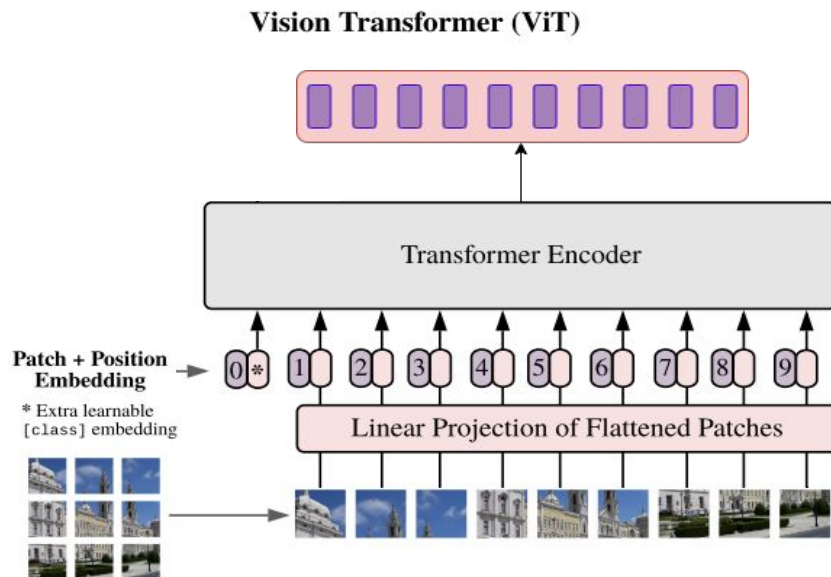 Vision Transformer (ViT)
Transformer Encoder
Patch + Position
Embedding
0 * 1 2 3 4 5 6 7 8 9
* Extra learnable
[class] embedding
Linear Projection of Flattened Patches